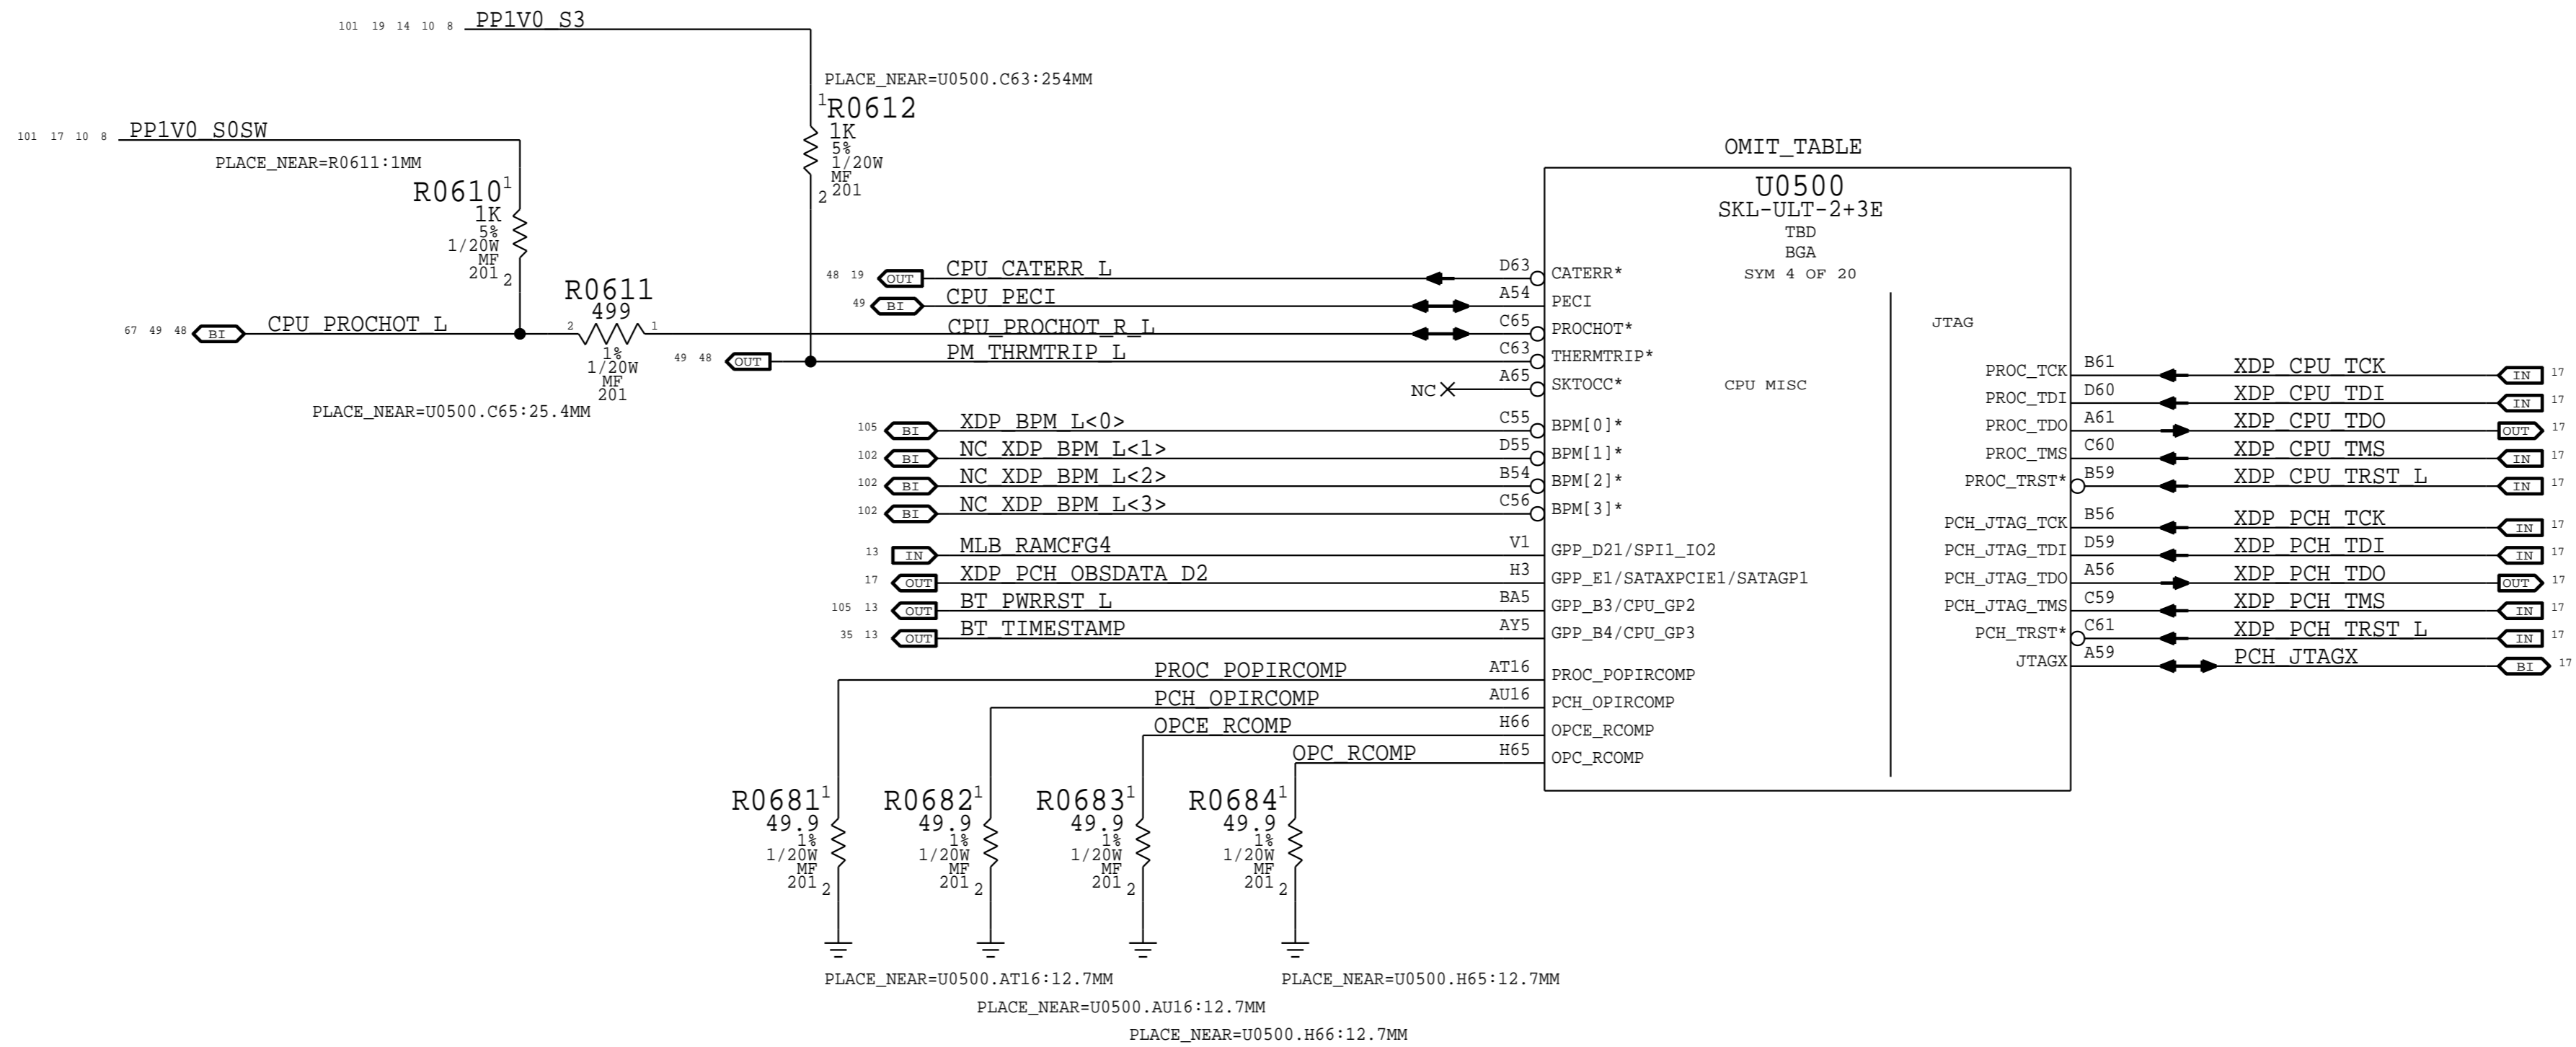 101 19 14 10 8 PP1V0_S3
PLACE_NEAR=U0500.C63:254MM
1 R0612
1K
5%
1/20W
MF
201
2
101 17 10 8 PP1V0_S0SW
PLACE_NEAR=R0611:1MM
R0610 1
1K
5%
1/20W
MF
201
2
R0611
499
2 1
1%
1/20W
MF
201
PLACE_NEAR=U0500.C65:25.4MM
67 49 48 BI CPU_PROCHOT_L
OMIT_TABLE
U0500
SKL-ULT-2+3E
TBD
BGA
SYM 4 OF 20
48 19 OUT CPU_CATERR_L D63 CATERR*
49 BI CPU_PECI A54 PECI
CPU_PROCHOT_R_L C65 PROCHOT*
49 48 OUT PM_THRMTRIP_L C63 THERMTRIP*
NC A65 SKTOCC*
CPU MISC
JTAG
105 BI XDP_BPM_L<0> C55 BPM[0]*
102 BI NC_XDP_BPM_L<1> D55 BPM[1]*
102 BI NC_XDP_BPM_L<2> B54 BPM[2]*
102 BI NC_XDP_BPM_L<3> C56 BPM[3]*
13 IN MLB_RAMCFG4 V1 GPP_D21/SPI1_IO2
17 OUT XDP_PCH_OBSDATA_D2 H3 GPP_E1/SATAXPCIE1/SATAGP1
105 13 OUT BT_PWRRST_L BA5 GPP_B3/CPU_GP2
35 13 OUT BT_TIMESTAMP AY5 GPP_B4/CPU_GP3
PROC_POPIRCOMP AT16 PROC_POPIRCOMP
PCH_OPIRCOMP AU16 PCH_OPIRCOMP
OPCE_RCOMP H66 OPCE_RCOMP
OPC_RCOMP H65 OPC_RCOMP
PROC_TCK B61 XDP_CPU_TCK IN 17
PROC_TDI D60 XDP_CPU_TDI IN 17
PROC_TDO A61 XDP_CPU_TDO OUT 17
PROC_TMS C60 XDP_CPU_TMS IN 17
PROC_TRST* B59 XDP_CPU_TRST_L IN 17
PCH_JTAG_TCK B56 XDP_PCH_TCK IN 17
PCH_JTAG_TDI D59 XDP_PCH_TDI IN 17
PCH_JTAG_TDO A56 XDP_PCH_TDO OUT 17
PCH_JTAG_TMS C59 XDP_PCH_TMS IN 17
PCH_TRST* C61 XDP_PCH_TRST_L IN 17
JTAGX A59 PCH_JTAGX BI 17
R0681 1
49.9
1%
1/20W
MF
201 2
R0682 1
49.9
1%
1/20W
MF
201 2
R0683 1
49.9
1%
1/20W
MF
201 2
R0684 1
49.9
1%
1/20W
MF
201 2
PLACE_NEAR=U0500.AT16:12.7MM
PLACE_NEAR=U0500.H65:12.7MM
PLACE_NEAR=U0500.AU16:12.7MM
PLACE_NEAR=U0500.H66:12.7MM